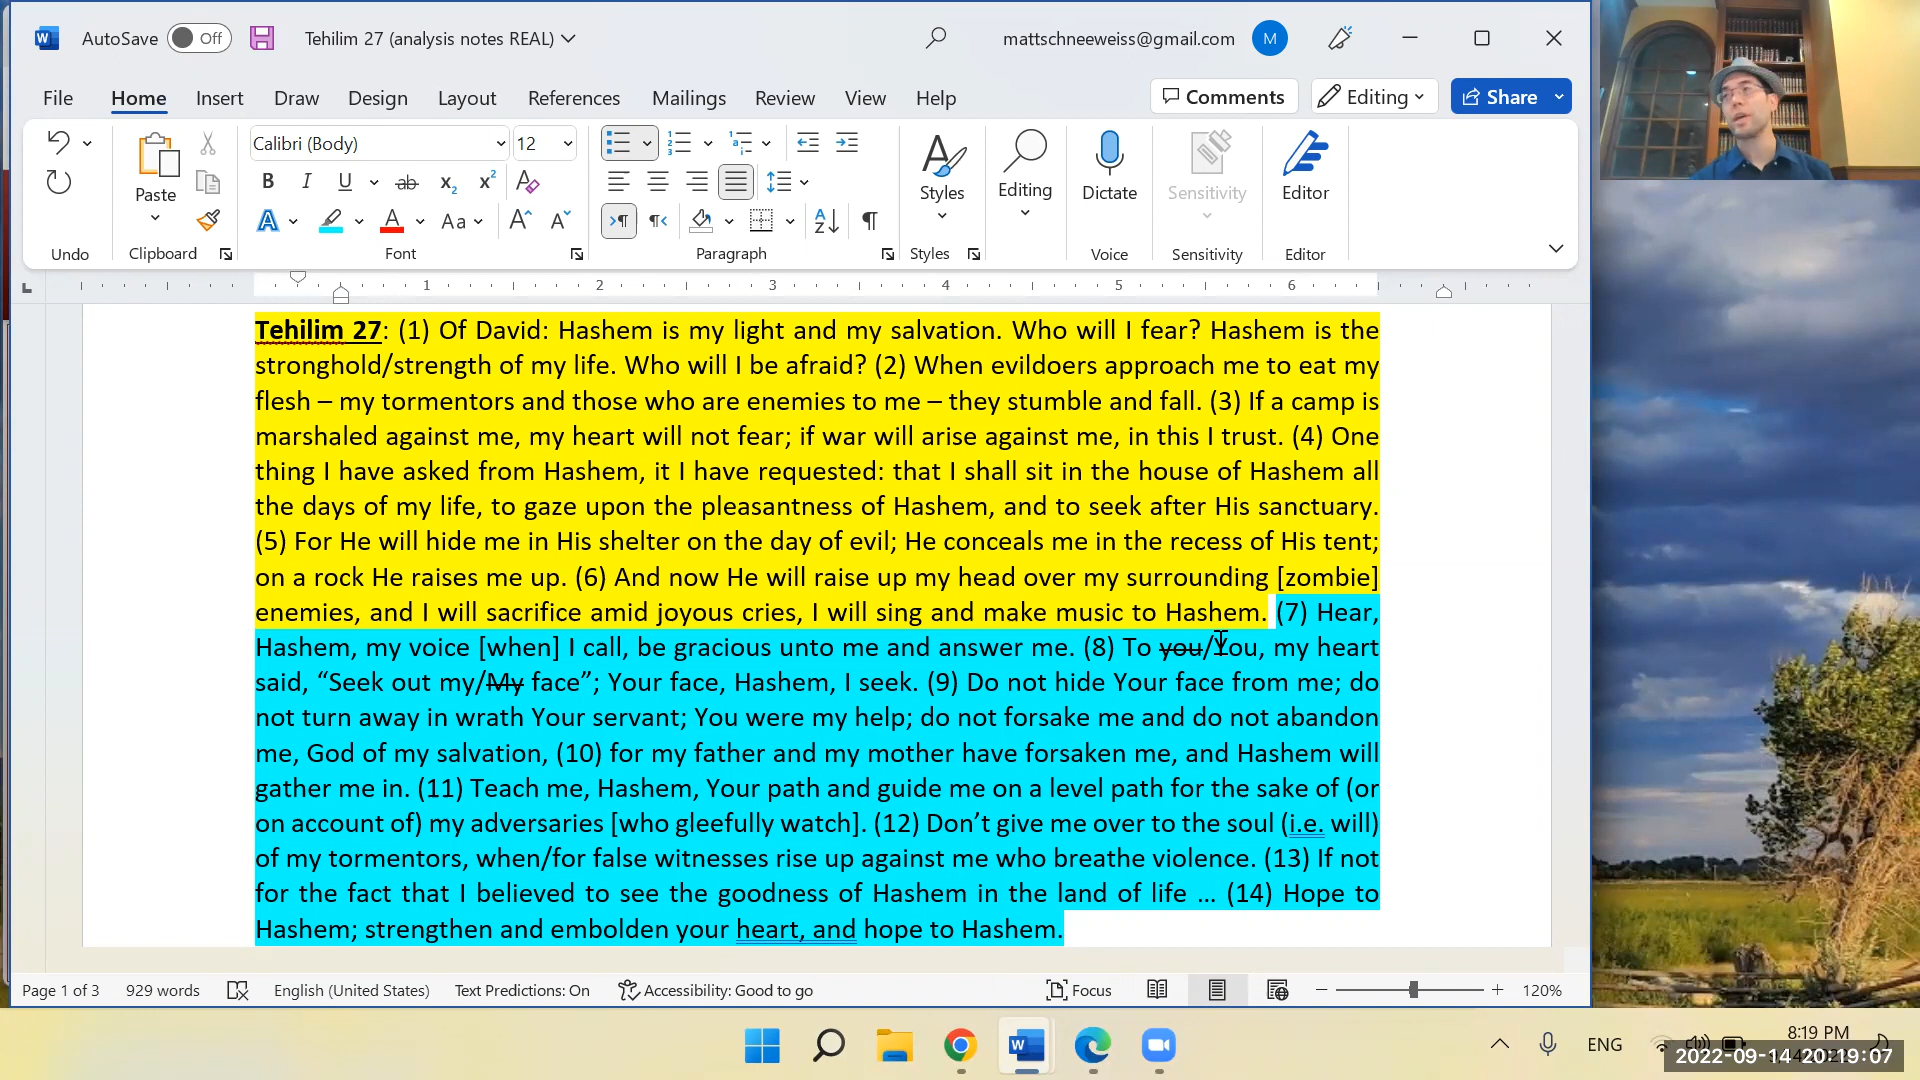 AutoSave Off Tehilim 27 (analysis notes REAL) mattschneeweiss@gmail.com M
File Home Insert Draw Design Layout References Mailings Review View Help Comments Editing Share
Calibri (Body) 12
Paste Styles Editing Dictate Sensitivity Editor
Undo Clipboard Font Paragraph Styles Voice Sensitivity Editor
1 2 3 4 5 6
Tehilim 27: (1) Of David: Hashem is my light and my salvation. Who will I fear? Hashem is the
stronghold/strength of my life. Who will I be afraid? (2) When evildoers approach me to eat my
flesh – my tormentors and those who are enemies to me – they stumble and fall. (3) If a camp is
marshaled against me, my heart will not fear; if war will arise against me, in this I trust. (4) One
thing I have asked from Hashem, it I have requested: that I shall sit in the house of Hashem all
the days of my life, to gaze upon the pleasantness of Hashem, and to seek after His sanctuary.
(5) For He will hide me in His shelter on the day of evil; He conceals me in the recess of His tent;
on a rock He raises me up. (6) And now He will raise up my head over my surrounding [zombie]
enemies, and I will sacrifice amid joyous cries, I will sing and make music to Hashem. (7) Hear,
Hashem, my voice [when] I call, be gracious unto me and answer me. (8) To you/You, my heart
said, “Seek out my/My face”; Your face, Hashem, I seek. (9) Do not hide Your face from me; do
not turn away in wrath Your servant; You were my help; do not forsake me and do not abandon
me, God of my salvation, (10) for my father and my mother have forsaken me, and Hashem will
gather me in. (11) Teach me, Hashem, Your path and guide me on a level path for the sake of (or
on account of) my adversaries [who gleefully watch]. (12) Don’t give me over to the soul (i.e. will)
of my tormentors, when/for false witnesses rise up against me who breathe violence. (13) If not
for the fact that I believed to see the goodness of Hashem in the land of life … (14) Hope to
Hashem; strengthen and embolden your heart, and hope to Hashem.
Page 1 of 3 929 words English (United States) Text Predictions: On Accessibility: Good to go Focus 120%
ENG 8:19 PM
2022-09-14 20:19:07